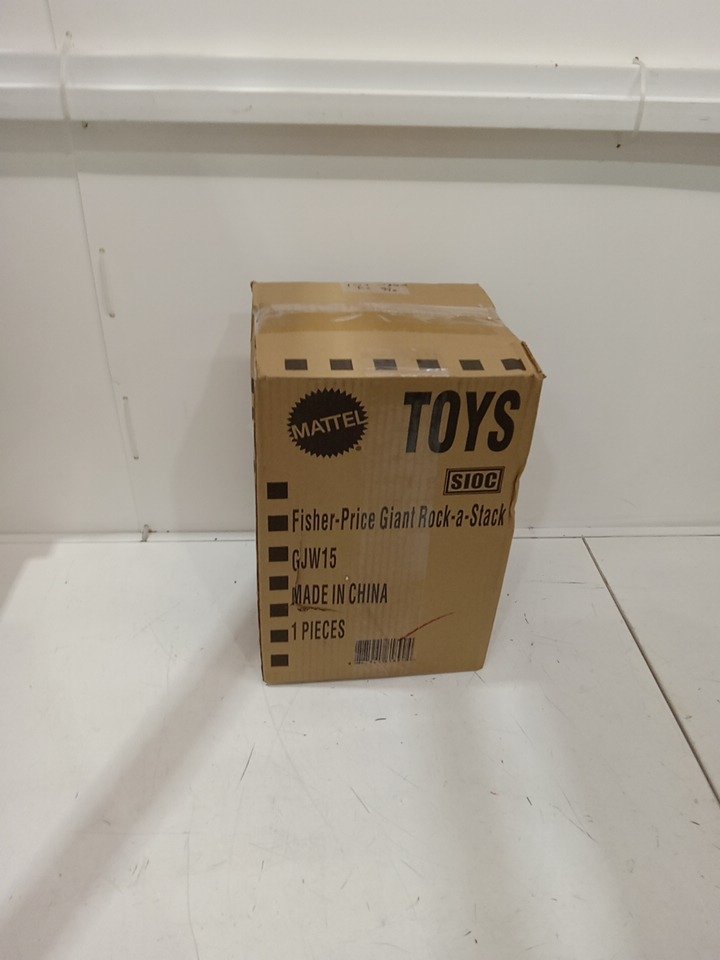 MATTEL
TOYS
SIOC
Fisher-Price Giant Rock-a-Stack
GJW15
MADE IN CHINA
1 PIECES